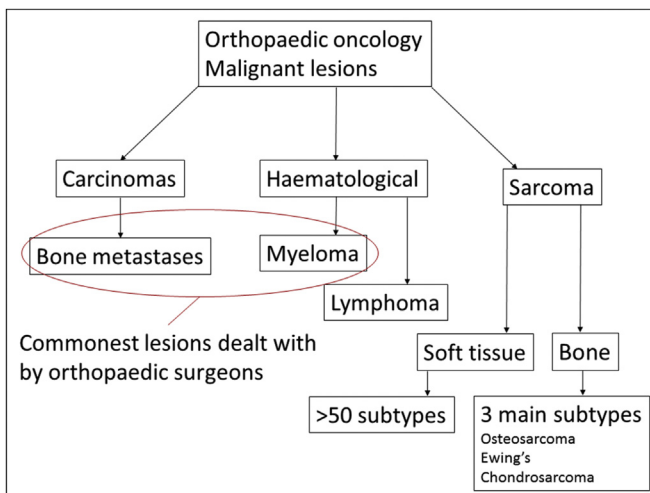 Orthopaedic oncology
Malignant lesions
Carcinomas
Haematological
Sarcoma
Bone metastases
Myeloma
Lymphoma
Commonest lesions dealt with
by orthopaedic surgeons
Soft tissue
Bone
>50 subtypes
3 main subtypes
Osteosarcoma
Ewing's
Chondrosarcoma